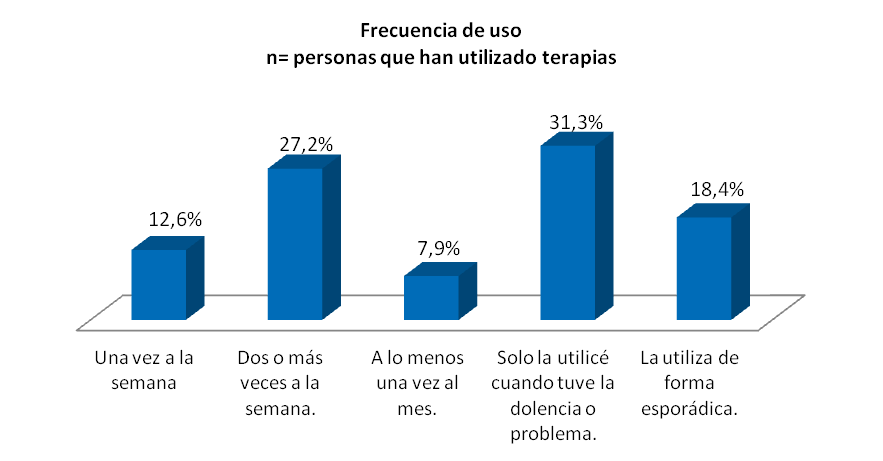 Frecuencia de uso
n= personas que han utilizado terapias
12,6%
27,2%
7,9%
31,3%
18,4%
Una vez a la
semana
Dos o más
veces a la
semana.
A lo menos
una vez al
mes.
Solo la utilicé
cuando tuve la
dolencia o
problema.
La utiliza de
forma
esporádica.